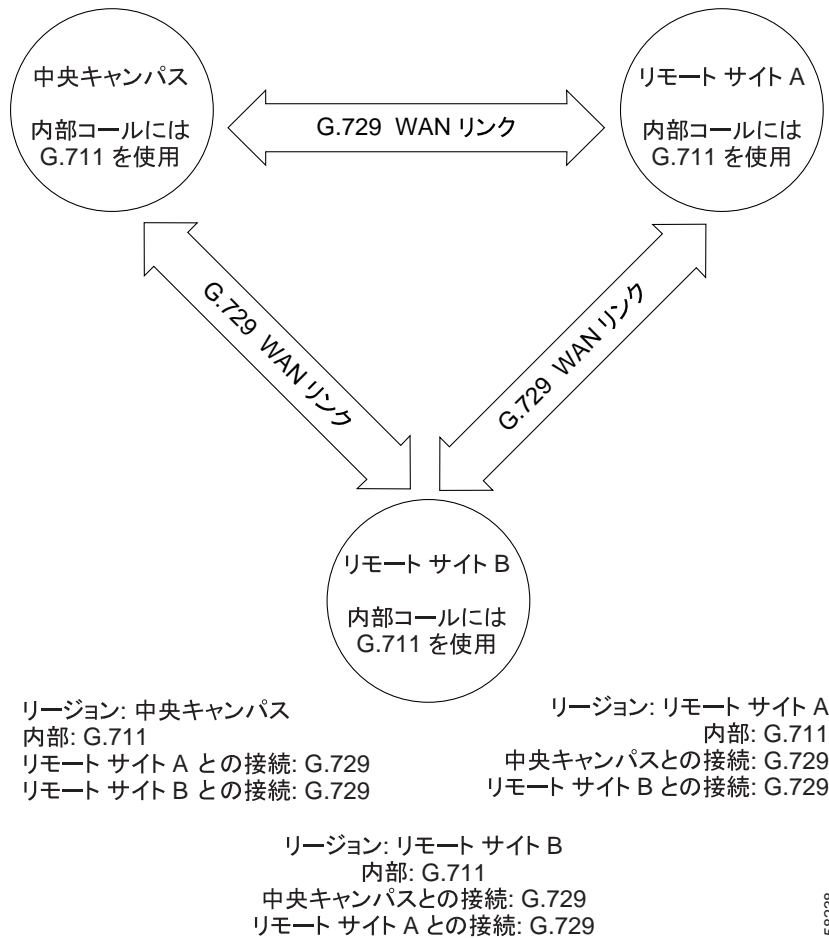 中央キャンパス
内部コールには
G.711 を使用
G.729 WAN リンク
リモート サイト A
内部コールには
G.711 を使用
G.729 WAN リンク
G.729 WAN リンク
リモート サイト B
内部コールには
G.711 を使用
リージョン: 中央キャンパス
内部: G.711
リモート サイト A との接続: G.729
リモート サイト B との接続: G.729
リージョン: リモート サイト A
内部: G.711
中央キャンパスとの接続: G.729
リモート サイト B との接続: G.729
リージョン: リモート サイト B
内部: G.711
中央キャンパスとの接続: G.729
リモート サイト A との接続: G.729
58228